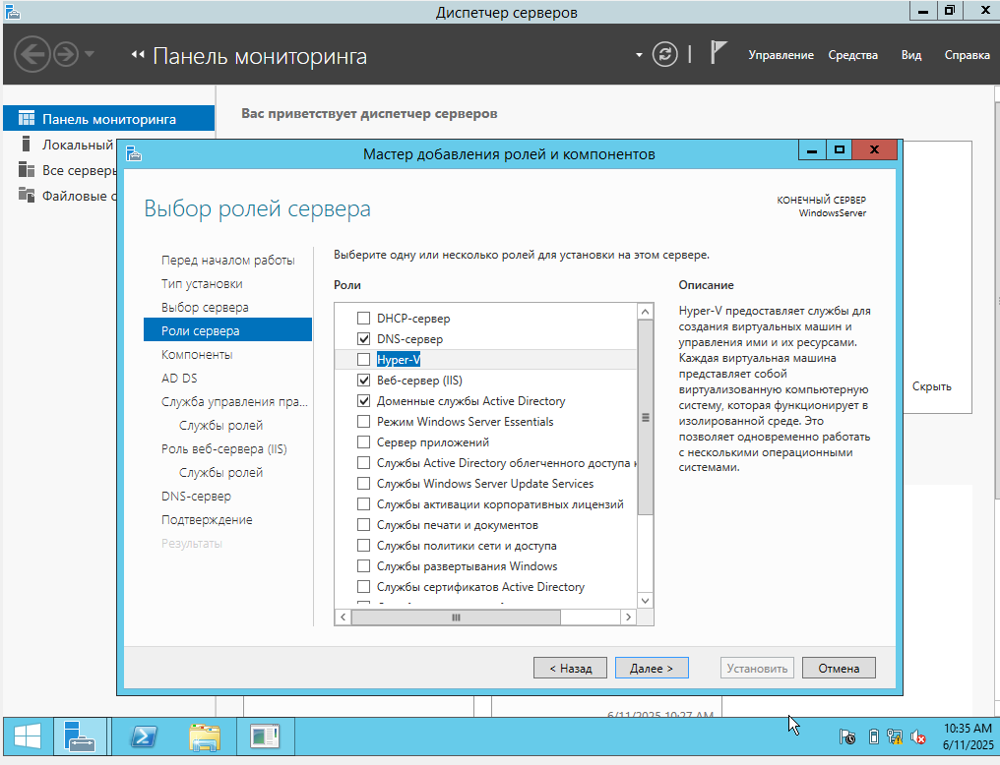 Диспетчер серверов
Панель мониторинга
Управление Средства Вид Справка
Панель мониторинга
Локальный
Все серверы
Файловые с
Вас приветствует диспетчер серверов
Скрыть
Мастер добавления ролей и компонентов
Выбор ролей сервера
КОНЕЧНЫЙ СЕРВЕР
WindowsServer
Перед началом работы
Тип установки
Выбор сервера
Роли сервера
Компоненты
AD DS
Служба управления пра...
Службы ролей
Роль веб-сервера (IIS)
Службы ролей
DNS-сервер
Подтверждение
Результаты
Выберите одну или несколько ролей для установки на этом сервере.
Роли
DHCP-сервер
DNS-сервер
Hyper-V
Веб-сервер (IIS)
Доменные службы Active Directory
Режим Windows Server Essentials
Сервер приложений
Службы Active Directory облегченного доступа к
Службы Windows Server Update Services
Службы активации корпоративных лицензий
Службы печати и документов
Службы политики сети и доступа
Службы развертывания Windows
Службы сертификатов Active Directory
Описание
Hyper-V предоставляет службы для
создания виртуальных машин и
управления ими и их ресурсами.
Каждая виртуальная машина
представляет собой
виртуализованную компьютерную
систему, которая функционирует в
изолированной среде. Это
позволяет одновременно работать
с несколькими операционными
системами.
< Назад Далее > Установить Отмена
6/11/2025 10:27 AM
10:35 AM
6/11/2025